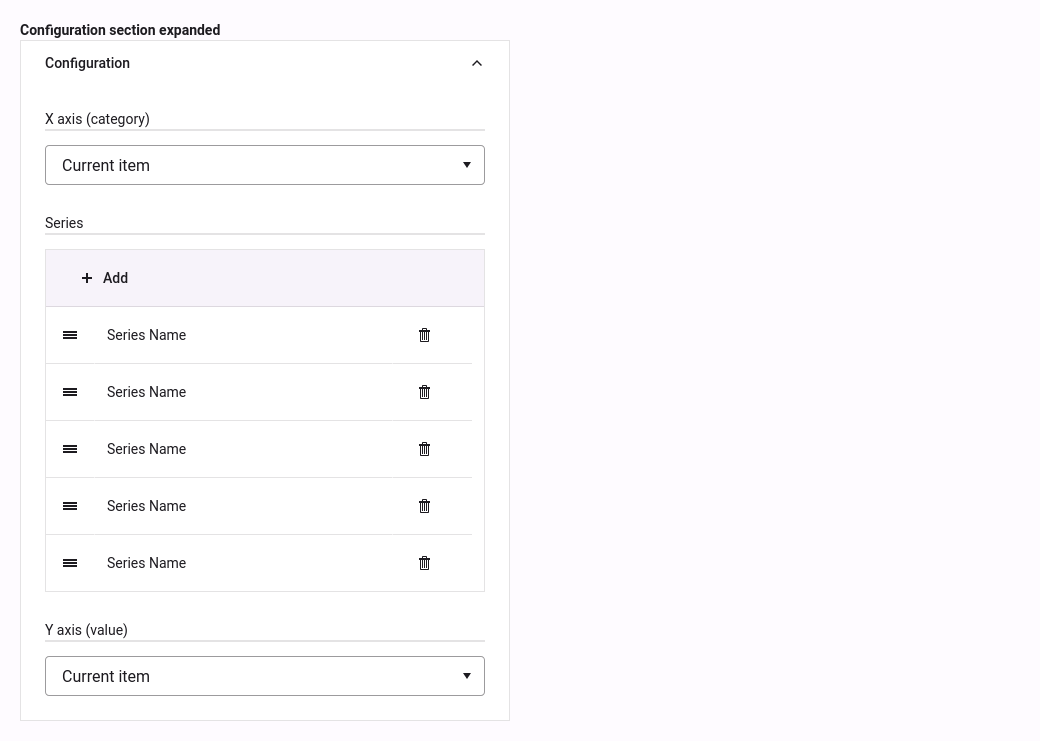 Configuration section expanded
Configuration
X axis (category)
Current item
Series
Add
Series Name
Series Name
Series Name
Series Name
Series Name
Y axis (value)
Current item